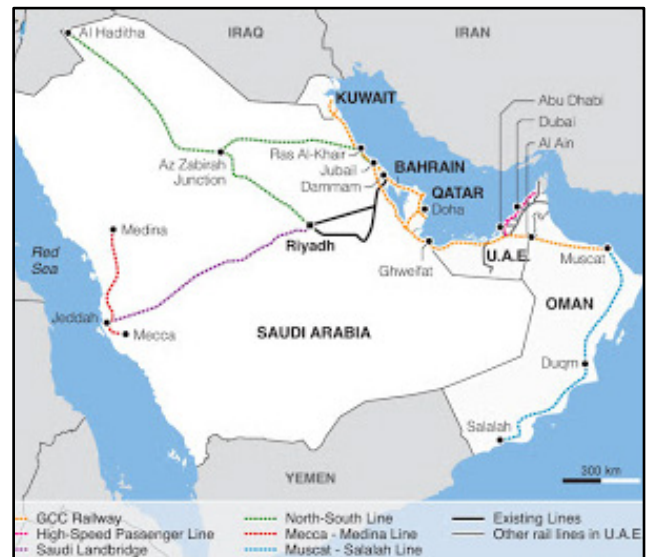 Al Haditha
IRAQ
IRAN
KUWAIT
Abu Dhabi
Dubai
Al Ain
Az Zabirah
Junction
Ras Al-Khair
Jubail
Dammam
BAHRAIN
QATAR
Doha
Medina
Riyadh
Ghweifat
U.A.E.
Muscat
Red
Sea
Jeddah
Mecca
SAUDI ARABIA
OMAN
Duqm
Salalah
YEMEN
300 km
GCC Railway
High-Speed Passenger Line
Saudi Landbridge
North-South Line
Mecca - Medina Line
Muscat - Salalah Line
Existing Lines
Other rail lines in U.A.E.